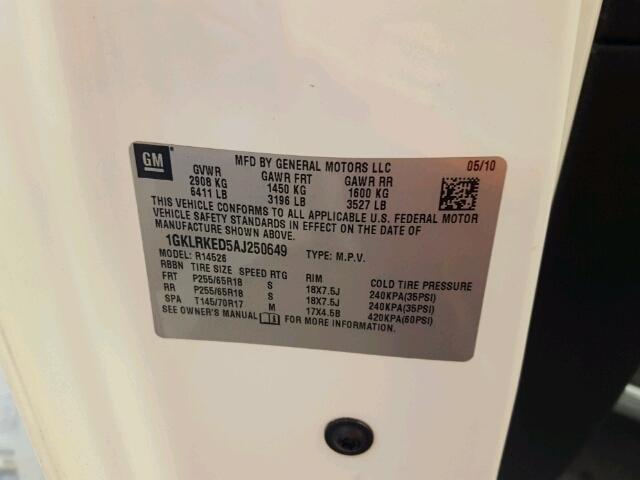 GM
MFD BY GENERAL MOTORS LLC 05/10
GVWR GAWR FRT GAWR RR
2908 KG 1450 KG 1600 KG
6411 LB 3196 LB 3527 LB
THIS VEHICLE CONFORMS TO ALL APPLICABLE U.S. FEDERAL MOTOR
VEHICLE SAFETY STANDARDS IN EFFECT ON THE DATE OF
MANUFACTURE SHOWN ABOVE.
1GKLRKED5AJ250649 TYPE: M.P.V.
MODEL: R14526
RBBN TIRE SIZE SPEED RTG RIM COLD TIRE PRESSURE
FRT P255/65R18 S 18X7.5J 240KPA(35PSI)
RR P255/65R18 S 18X7.5J 240KPA(35PSI)
SPA T145/70R17 M 17X4.5B 420KPA(60PSI)
SEE OWNER'S MANUAL FOR MORE INFORMATION.